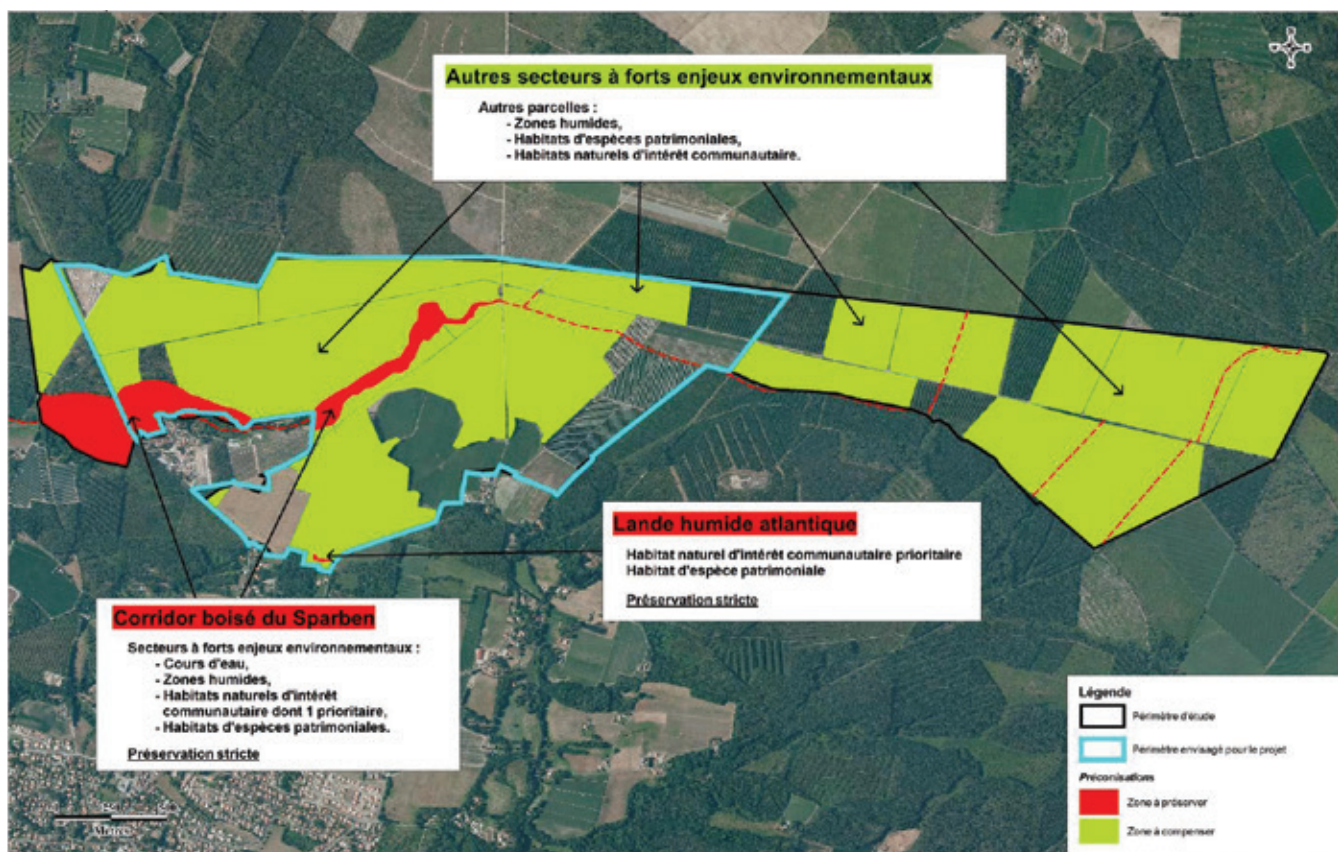 Autres secteurs à forts enjeux environnementaux
Autres parcelles :
- Zones humides,
- Habitats d'espèces patrimoniales,
- Habitats naturels d'intérêt communautaire.
Lande humide atlantique
Habitat naturel d'intérêt communautaire prioritaire
Habitat d'espèce patrimoniale
Préservation stricte
Corridor boisé du Sparben
Secteurs à forts enjeux environnementaux :
- Cours d'eau,
- Zones humides,
- Habitats naturels d'intérêt
communautaire dont 1 prioritaire,
- Habitats d'espèces patrimoniales.
Préservation stricte
Mètres
Légende
Périmètre d'étude
Périmètre envisagé pour le projet
Préconisations
Zone à préserver
Zone à compenser